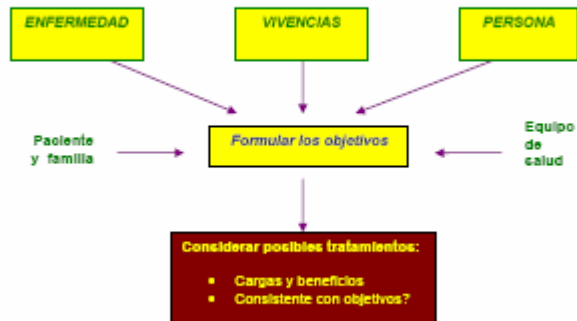 ENFERMEDAD
VIVENCIAS
PERSONA
Paciente
y familia
Formular los objetivos
Equipo
de
salud
Considerar posibles tratamientos:
• Cargas y beneficios
• Consistente con objetivos?